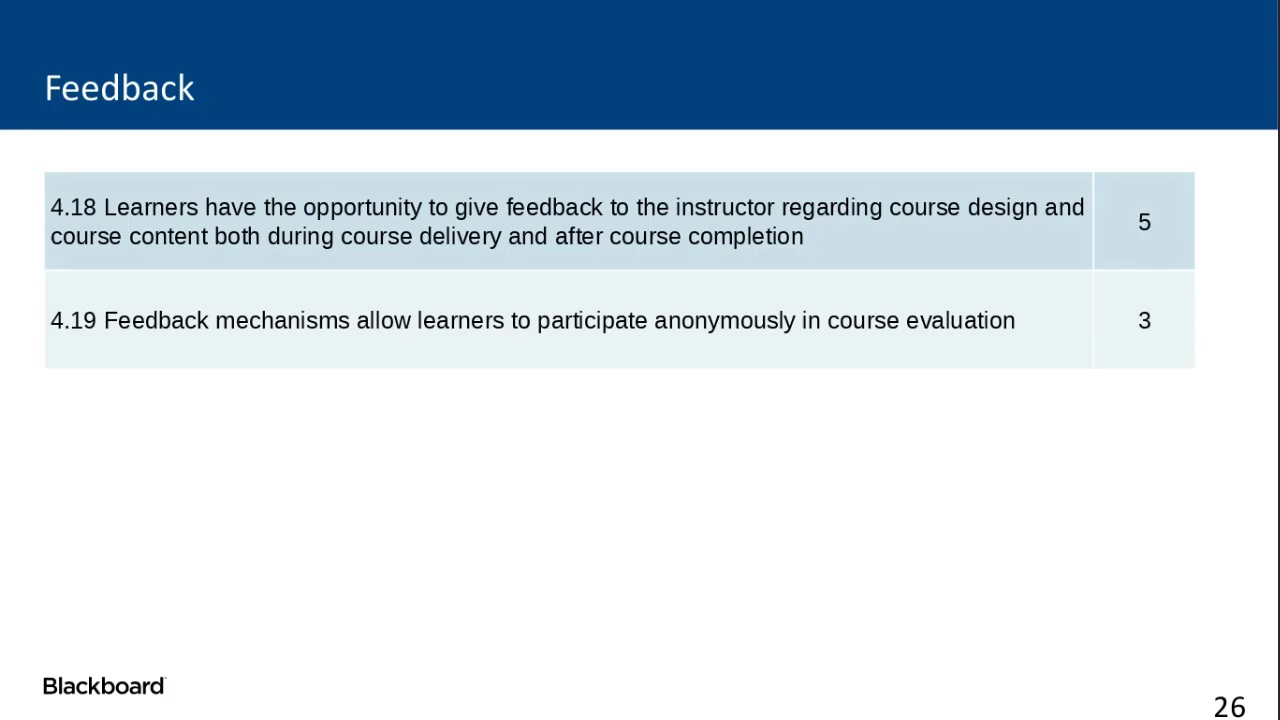 Feedback
4.18 Learners have the opportunity to give feedback to the instructor regarding course design and
course content both during course delivery and after course completion
5
4.19 Feedback mechanisms allow learners to participate anonymously in course evaluation
3
Blackboard
26